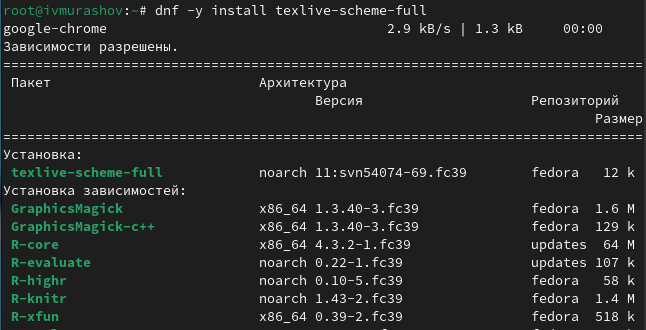 root@ivmurashov:~# dnf -y install texlive-scheme-full
google-chrome                                   2.9 kB/s | 1.3 kB     00:00
Зависимости разрешены.
================================================================================
 Пакет                          Архитектура
                                       Версия                     Репозиторий
                                                                          Размер
================================================================================
Установка:
 texlive-scheme-full            noarch 11:svn54074-69.fc39        fedora   12 k
Установка зависимостей:
 GraphicsMagick                 x86_64 1.3.40-3.fc39              fedora  1.6 M
 GraphicsMagick-c++             x86_64 1.3.40-3.fc39              fedora  129 k
 R-core                         x86_64 4.3.2-1.fc39               updates  64 M
 R-evaluate                     noarch 0.22-1.fc39                updates 107 k
 R-highr                        noarch 0.10-5.fc39                fedora   58 k
 R-knitr                        noarch 1.43-2.fc39                fedora  1.4 M
 R-xfun                         x86_64 0.39-2.fc39                fedora  518 k